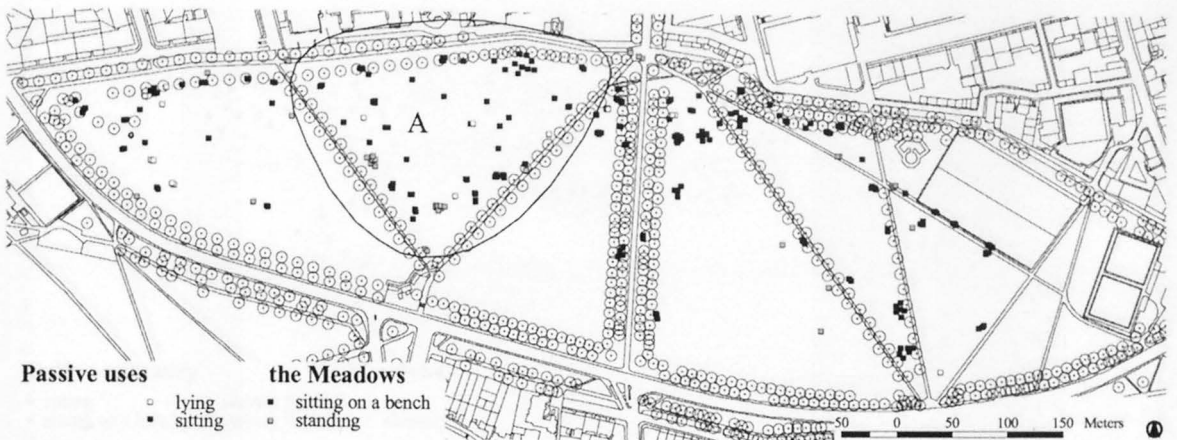 A
Passive uses the Meadows
lying sitting on a bench
sitting standing
50 0 50 100 150 Meters